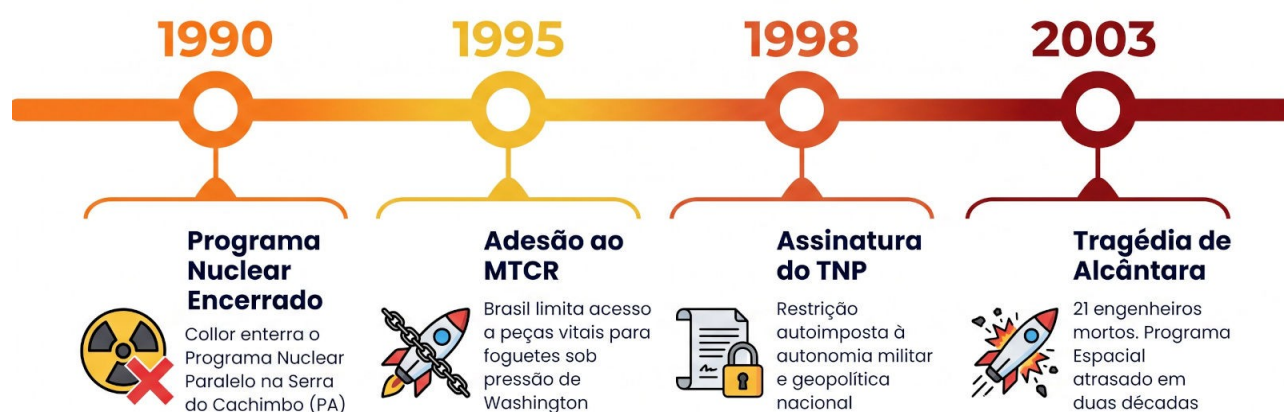 1990
Programa
Nuclear
Encerrado
Collor enterra o
Programa Nuclear
Paralelo na Serra
do Cachimbo (PA)
1995
Adesão ao
MTCR
Brasil limita acesso
a peças vitais para
foguetes sob
pressão de
Washington
1998
Assinatura
do TNP
Restrição
autoimposta à
autonomia militar
e geopolítica
nacional
2003
Tragédia de
Alcântara
21 engenheiros
mortos. Programa
Espacial
atrasado em
duas décadas